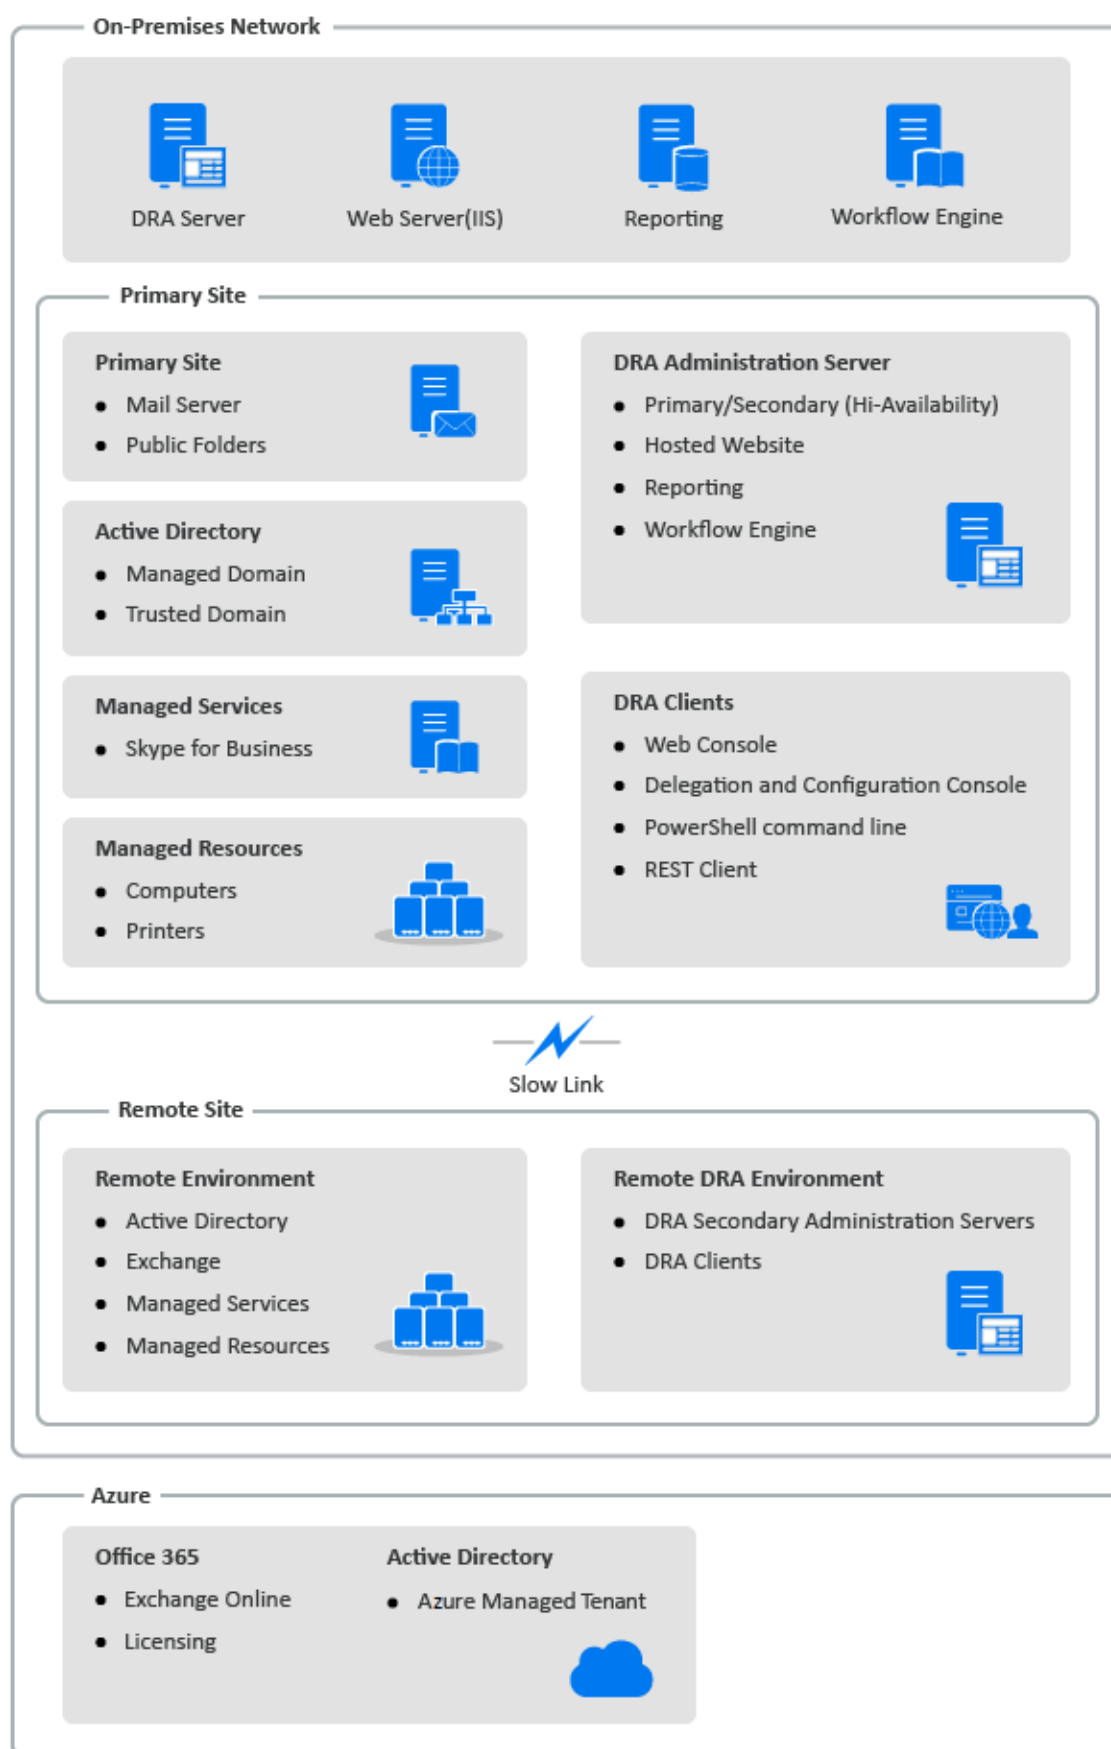 On-Premises Network
DRA Server
Web Server(IIS)
Reporting
Workflow Engine
Primary Site
Primary Site
Mail Server
Public Folders
Active Directory
Managed Domain
Trusted Domain
Managed Services
Skype for Business
Managed Resources
Computers
Printers
DRA Administration Server
Primary/Secondary (Hi-Availability)
Hosted Website
Reporting
Workflow Engine
DRA Clients
Web Console
Delegation and Configuration Console
PowerShell command line
REST Client
Slow Link
Remote Site
Remote Environment
Active Directory
Exchange
Managed Services
Managed Resources
Remote DRA Environment
DRA Secondary Administration Servers
DRA Clients
Azure
Office 365
Exchange Online
Licensing
Active Directory
Azure Managed Tenant